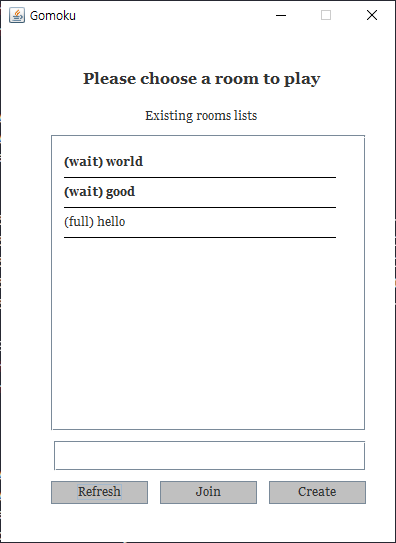 Gomoku
Please choose a room to play
Existing rooms lists
(wait) world
(wait) good
(full) hello
Refresh Join Create